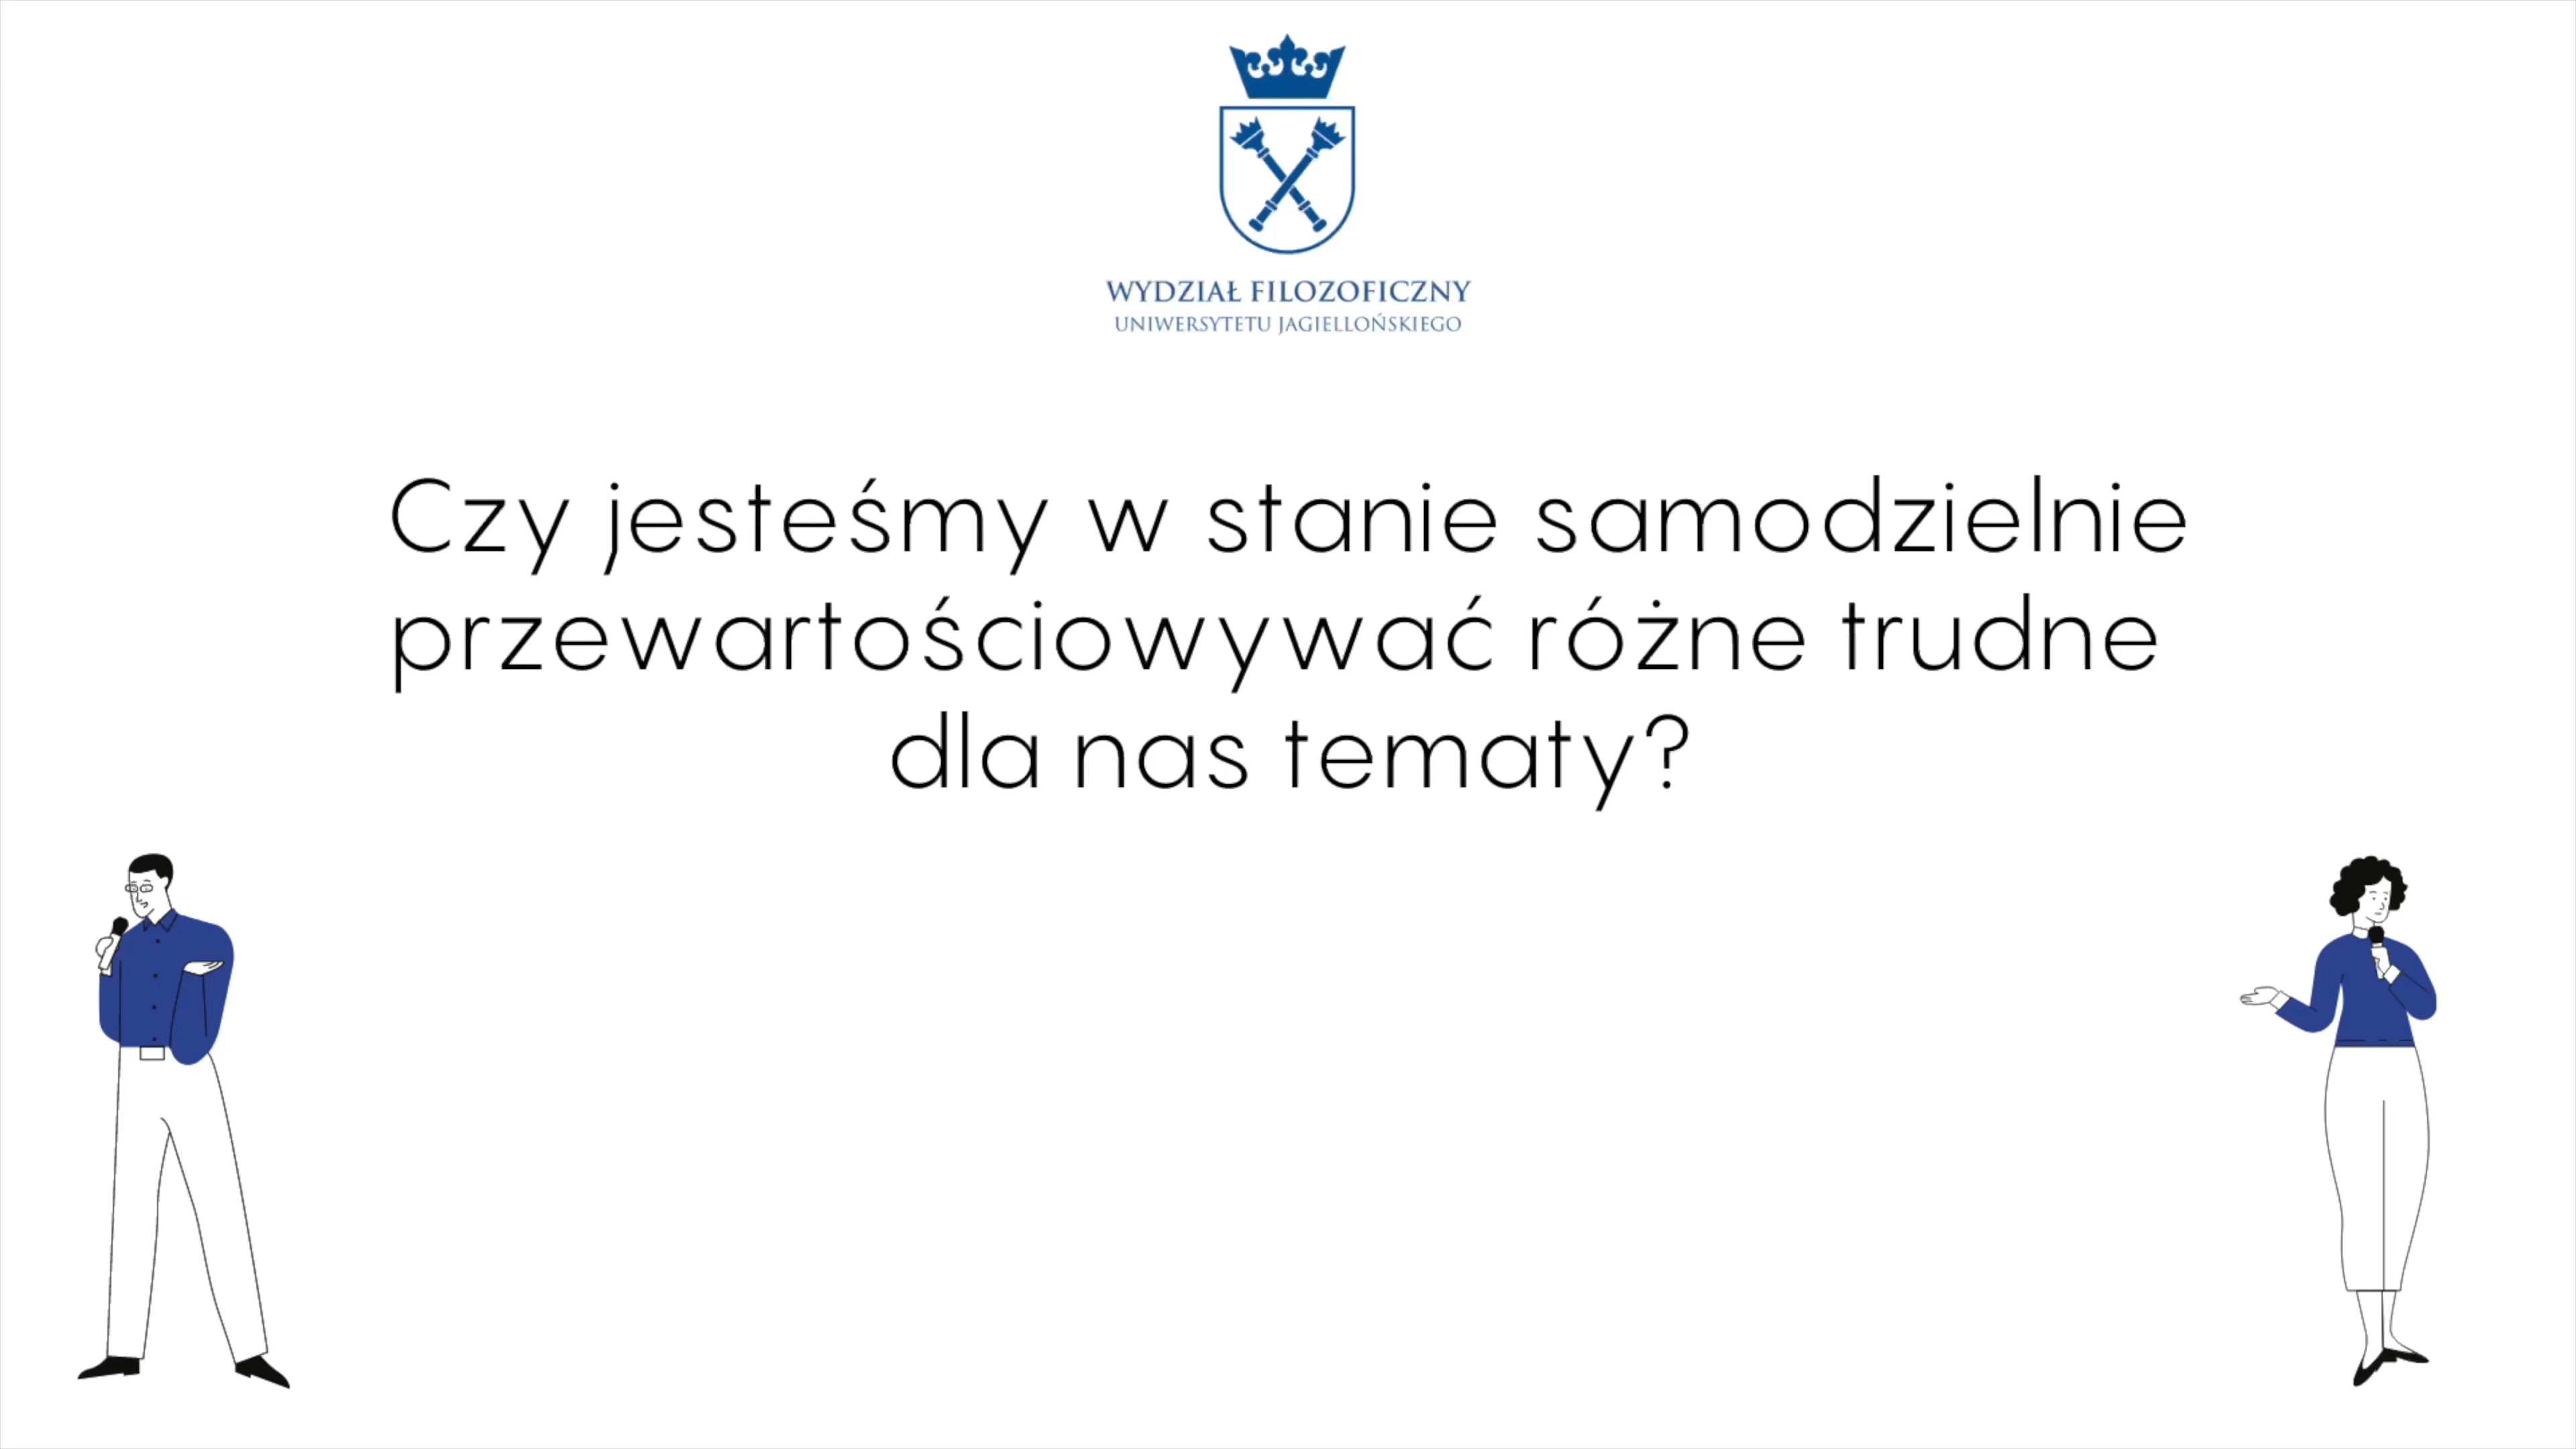 WYDZIAŁ FILOZOFICZNY
UNIWERSYTETU JAGIELLOŃSKIEGO
Czy jesteśmy w stanie samodzielnie
przewartościowywać różne trudne
dla nas tematy?